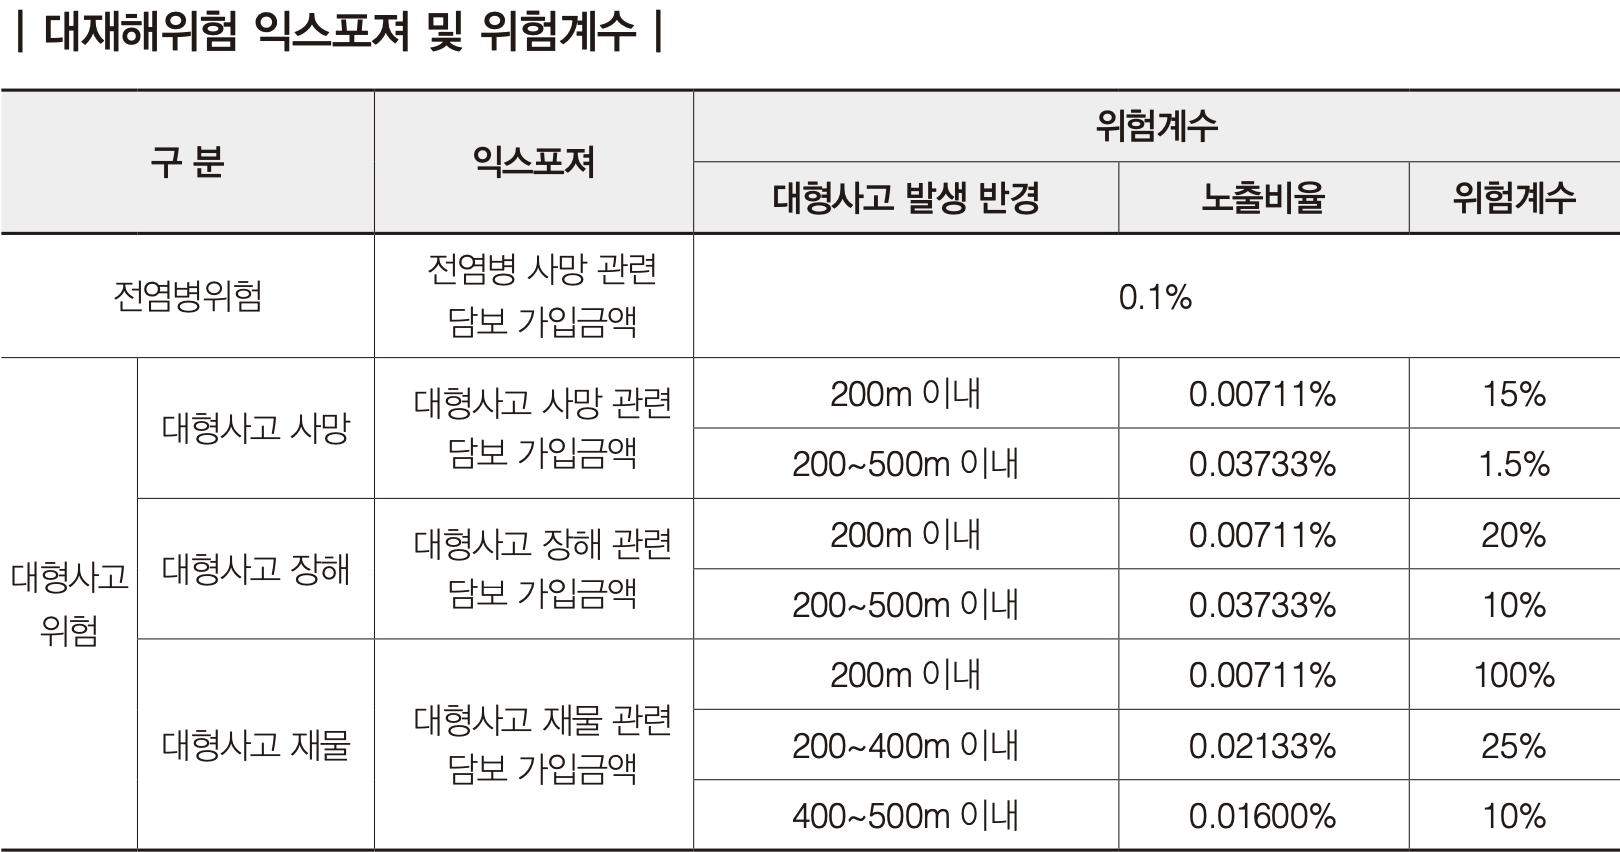 | 대재해위험 익스포져 및 위험계수 |
구 분 익스포져 위험계수
대형사고 발생 반경 노출비율 위험계수
전염병위험 전염병 사망 관련
담보 가입금액 0.1%
대형사고
위험
대형사고 사망 대형사고 사망 관련
담보 가입금액
200m 이내 0.00711% 15%
200~500m 이내 0.03733% 1.5%
대형사고 장해 대형사고 장해 관련
담보 가입금액
200m 이내 0.00711% 20%
200~500m 이내 0.03733% 10%
대형사고 재물 대형사고 재물 관련
담보 가입금액
200m 이내 0.00711% 100%
200~400m 이내 0.02133% 25%
400~500m 이내 0.01600% 10%